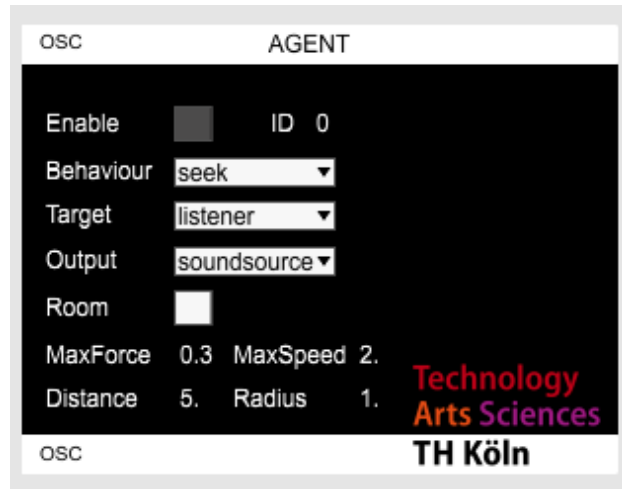 OSC AGENT
Enable ID 0
Behaviour seek
Target listener
Output soundsource
Room
MaxForce 0.3 MaxSpeed 2.
Distance 5. Radius 1.
Technology
Arts Sciences
TH Köln
OSC